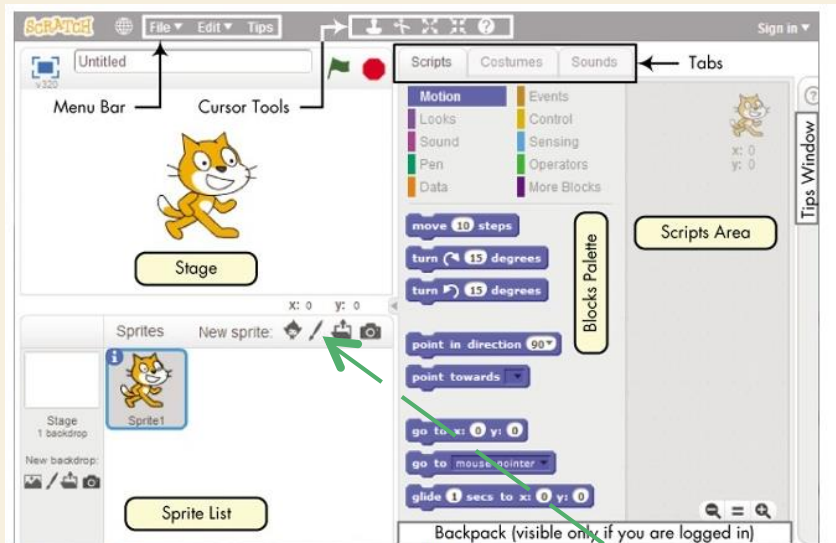 SCRATCH File Edit Tips Sign in
v320
Untitled
Menu Bar
Cursor Tools
Stage
x: 0 y: 0
Sprites New sprite:
Stage
1 backdrop
Sprite1
New backdrop:
Sprite List
Scripts Costumes Sounds
Tabs
Motion Events
Looks Control
Sound Sensing
Pen Operators
Data More Blocks
move 10 steps
turn 15 degrees
turn 15 degrees
point in direction 90
point towards
go to x: 0 y: 0
go to mouse-pointer
glide 1 secs to x: 0 y: 0
Blocks Palette
x: 0
y: 0
Scripts Area
?
Tips Window
Backpack (visible only if you are logged in)